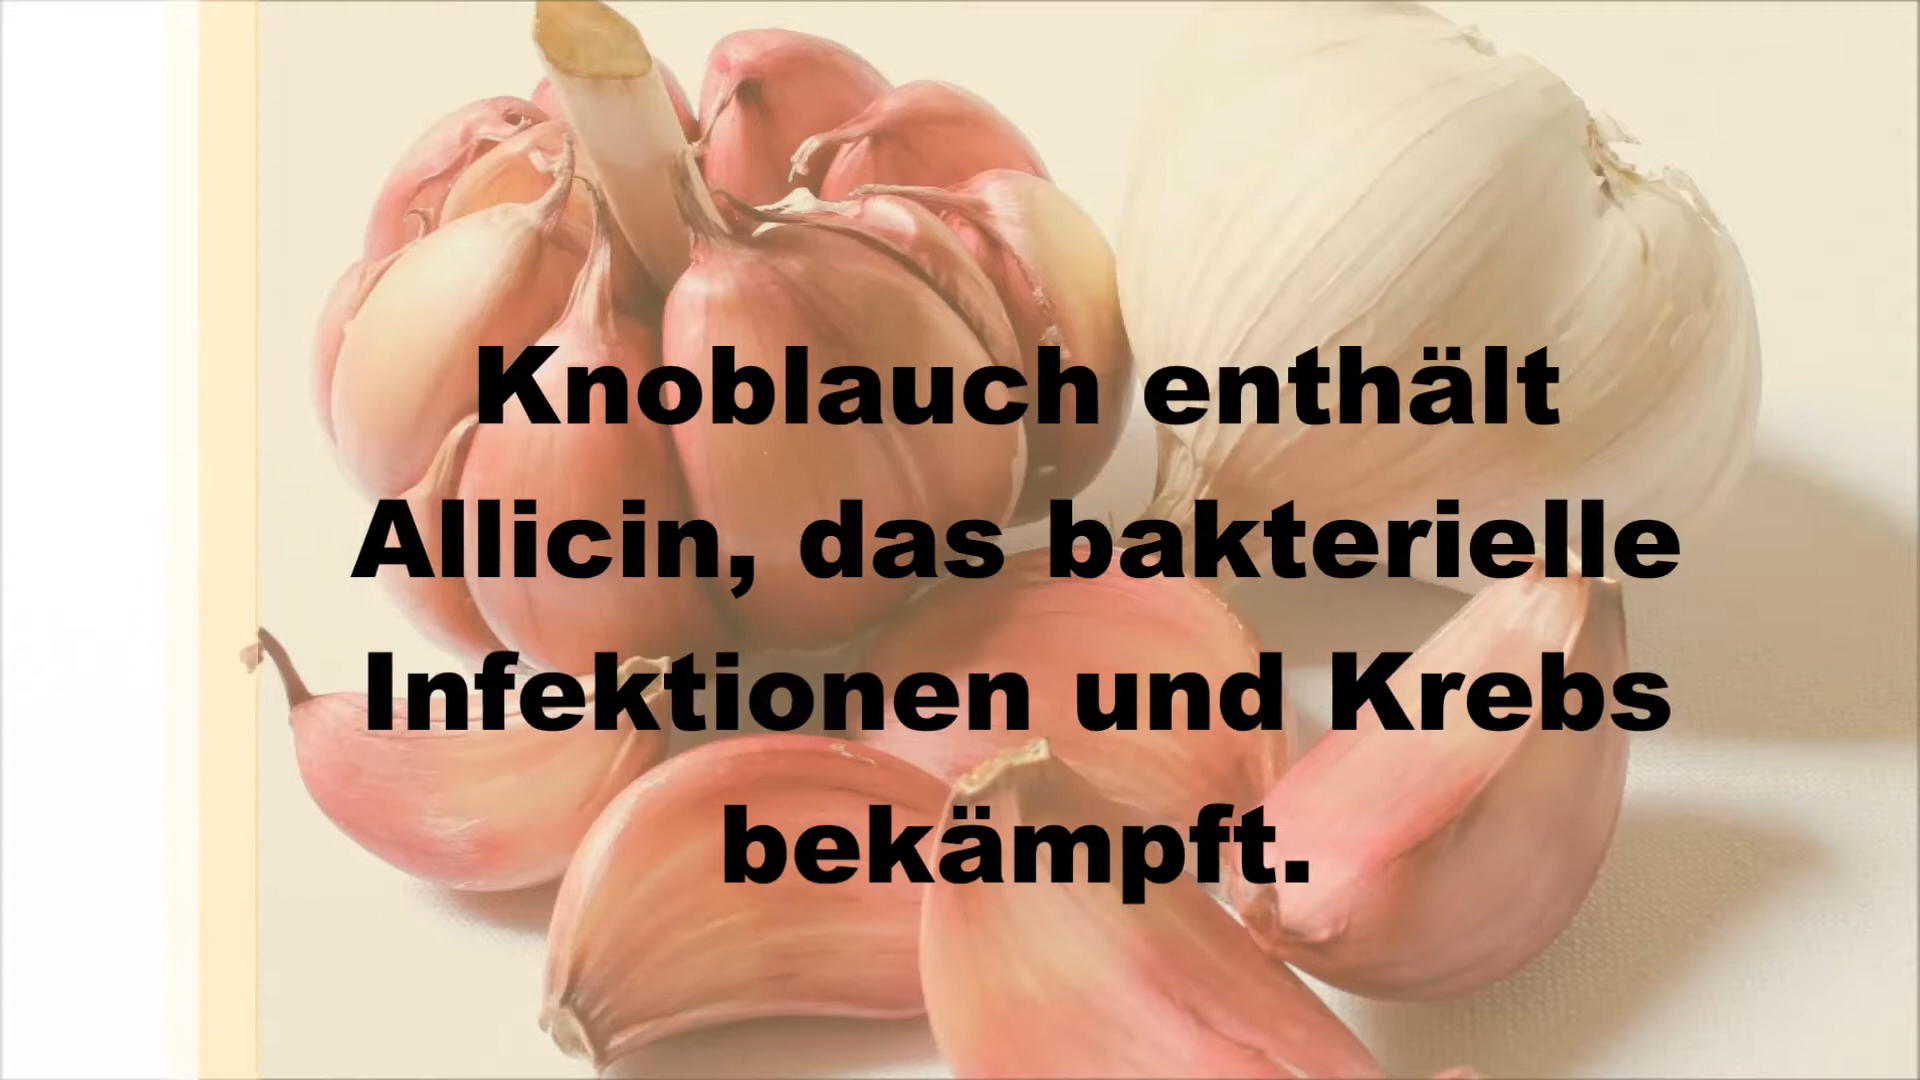 Knoblauch enthält
Allicin, das bakterielle
Infektionen und Krebs
bekämpft.